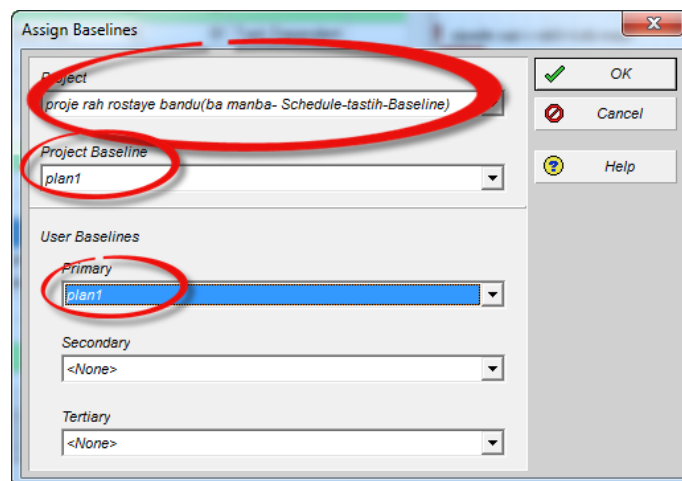 Assign Baselines
Project
proje rah rostaye bandu(ba manba- Schedule-tastih-Baseline)
Project Baseline
plan1
User Baselines
Primary
plan1
Secondary
<None>
Tertiary
<None>
OK
Cancel
Help